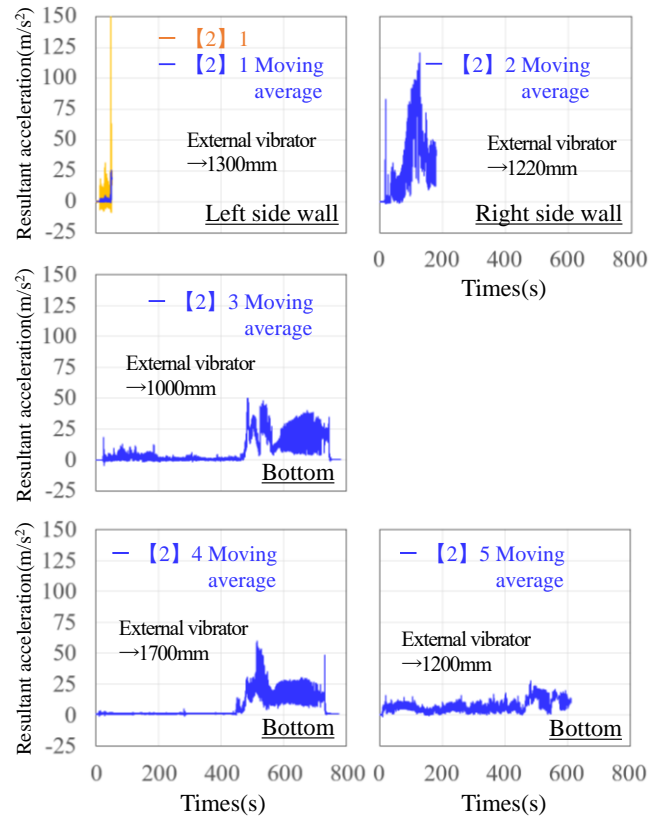 Resultant acceleration(m/s²)
150
125
100
75
50
25
0
-25
【2】1
【2】1 Moving
average
External vibrator
→1300mm
Left side wall
【2】2 Moving
average
External vibrator
→1220mm
Right side wall
0 200 400 600 800
Times(s)
Resultant acceleration(m/s²)
150
125
100
75
50
25
0
-25
【2】3 Moving
average
External vibrator
→1000mm
Bottom
Resultant acceleration(m/s²)
150
125
100
75
50
25
0
-25
【2】4 Moving
average
External vibrator
→1700mm
Bottom
0 200 400 600 800
Times(s)
【2】5 Moving
average
External vibrator
→1200mm
Bottom
0 200 400 600 800
Times(s)